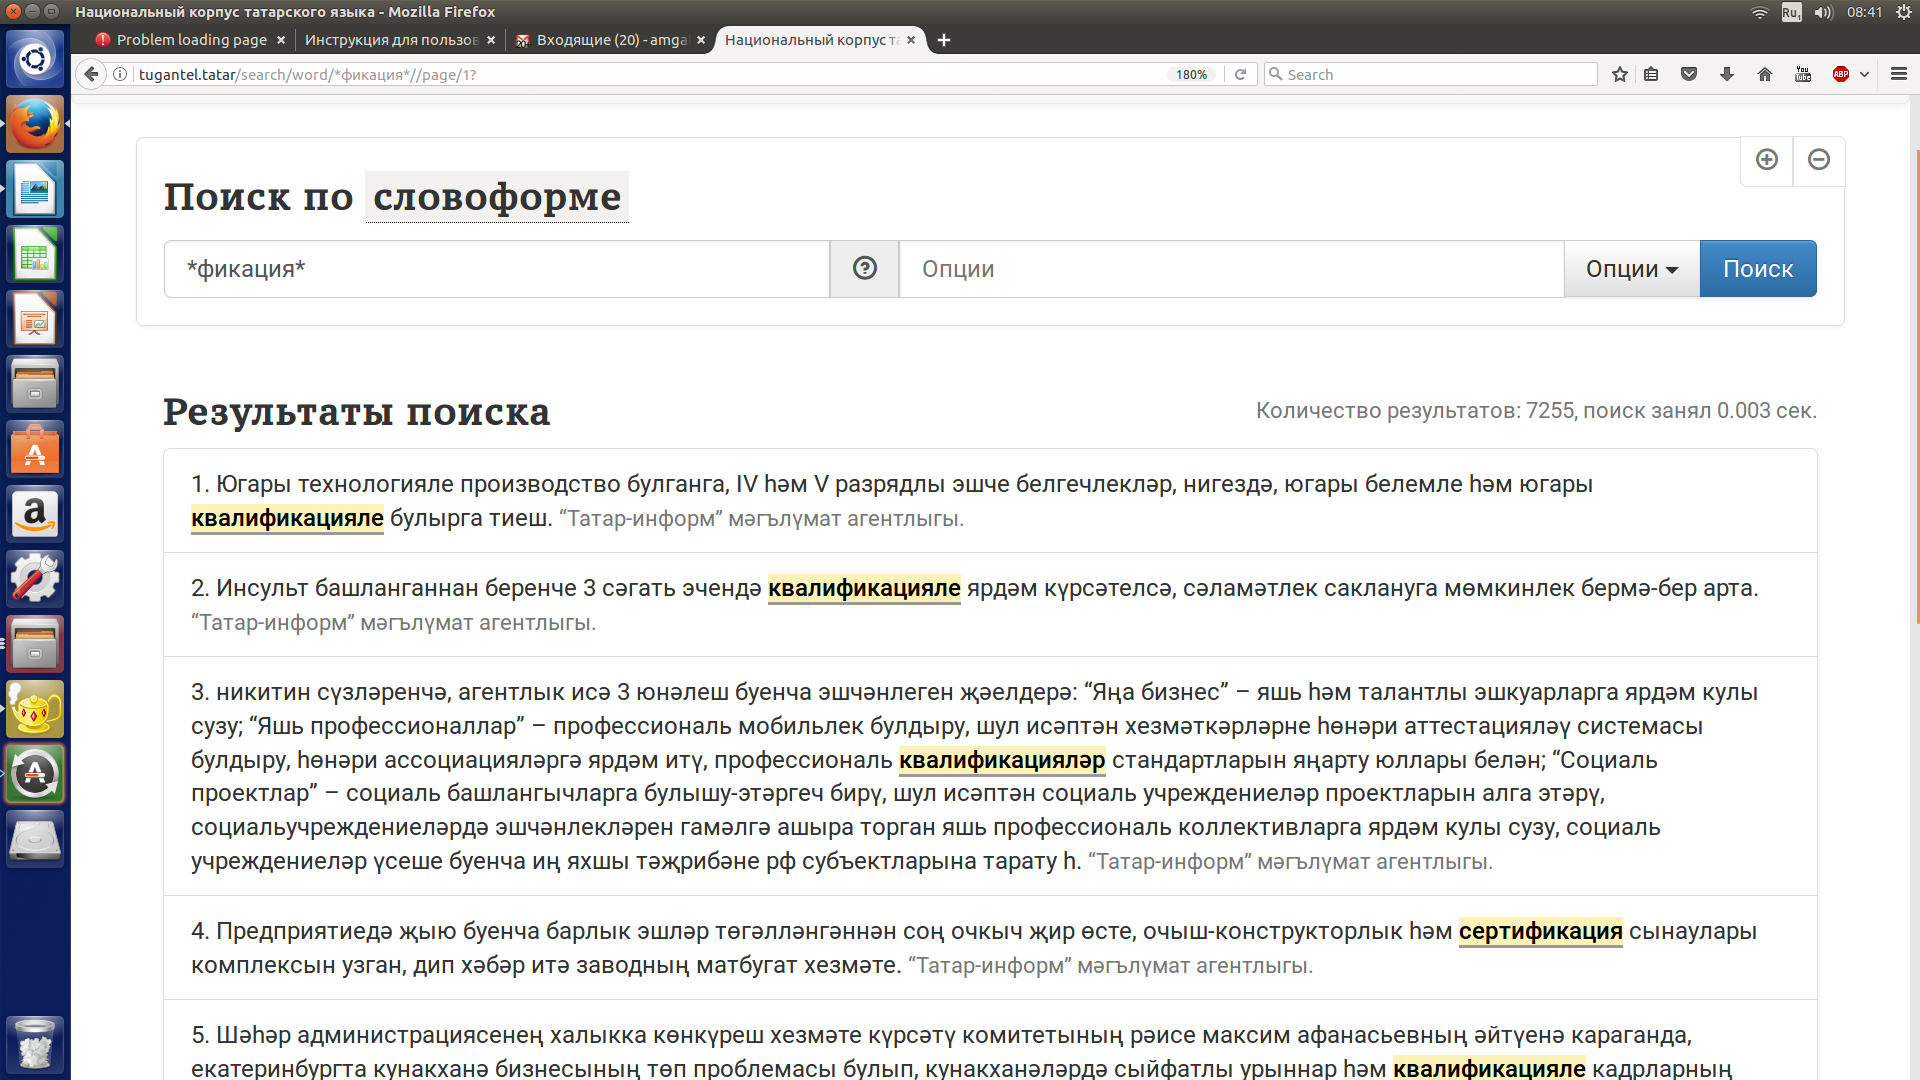 Национальный корпус татарского языка - Mozilla Firefox
Ru1 08:41
Problem loading page
Инструкция для пользов
Входящие (20) - amga
Национальный корпус та
tugantel.tatar/search/word/*фикация*//page/1? 180% Search
Поиск по словоформе
*фикация* Опции Опции Поиск
Результаты поиска
Количество результатов: 7255, поиск занял 0.003 сек.
1. Югары технологияле производство булганга, IV һәм V разрядлы эшче белгечлекләр, нигездә, югары белемле һәм югары
квалификацияле булырга тиеш. “Татар-информ” мәгълүмат агентлыгы.
2. Инсульт башланганнан беренче 3 сәгать эчендә квалификацияле ярдәм күрсәтелсә, сәламәтлек саклануга мөмкинлек бермә-бер арта.
“Татар-информ” мәгълүмат агентлыгы.
3. никитин сүзләренчә, агентлык исә 3 юнәлеш буенча эшчәнлеген җәелдерә: “Яңа бизнес” – яшь һәм талантлы эшкуарларга ярдәм кулы
сузу; “Яшь профессионаллар” – профессиональ мобильлек булдыру, шул исәптән хезмәткәрләрне һөнәри аттестацияләү системасы
булдыру, һөнәри ассоциацияләргә ярдәм итү, профессиональ квалификацияләр стандартларын яңарту юллары белән; “Социаль
проектлар” – социаль башлангычларга булышу-этәргеч бирү, шул исәптән социаль учреждениеләр проектларын алга этәрү,
социальучреждениеләрдә эшчәнлекләрен гамәлгә ашыра торган яшь профессиональ коллективларга ярдәм кулы сузу, социаль
учреждениеләр үсеше буенча иң яхшы тәҗрибәне рф субъектларына тарату һ. “Татар-информ” мәгълүмат агентлыгы.
4. Предприятиедә җыю буенча барлык эшләр төгәлләнгәннән соң очкыч җир өсте, очыш-конструкторлык һәм сертификация сынаулары
комплексын узган, дип хәбәр итә заводның матбугат хезмәте. “Татар-информ” мәгълүмат агентлыгы.
5. Шәһәр администрациясенең халыкка көнкүреш хезмәте күрсәтү комитетының рәисе максим афанасьевның әйтүенә караганда,
екатеринбургта кунакханә бизнесының төп проблемасы булып, кунакханәләрдә сыйфатлы урыннар һәм квалификацияле кадрларның